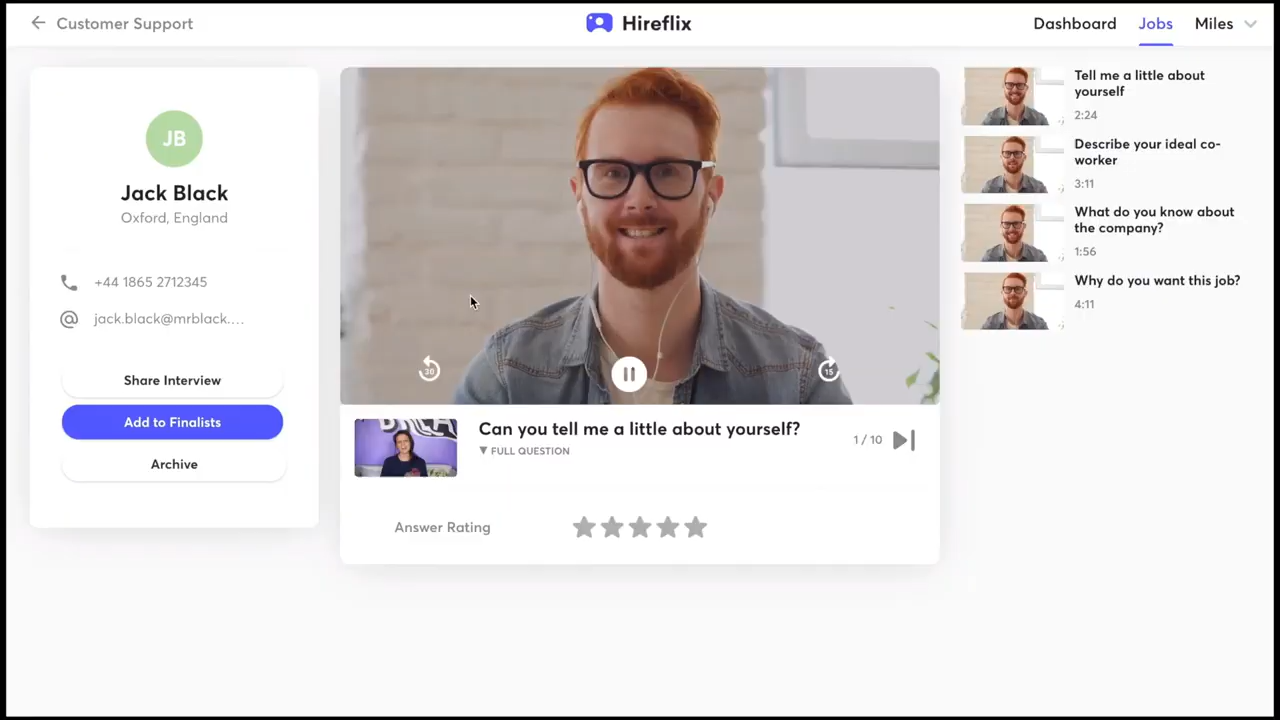 Customer Support
Hireflix
Dashboard
Jobs
Miles
JB
Jack Black
Oxford, England
+44 1865 2712345
jack.black@mrblack....
Share Interview
Add to Finalists
Archive
30
15
Can you tell me a little about yourself?
▼ FULL QUESTION
1 / 10
Answer Rating
Tell me a little about
yourself
2:24
Describe your ideal co-
worker
3:11
What do you know about
the company?
1:56
Why do you want this job?
4:11